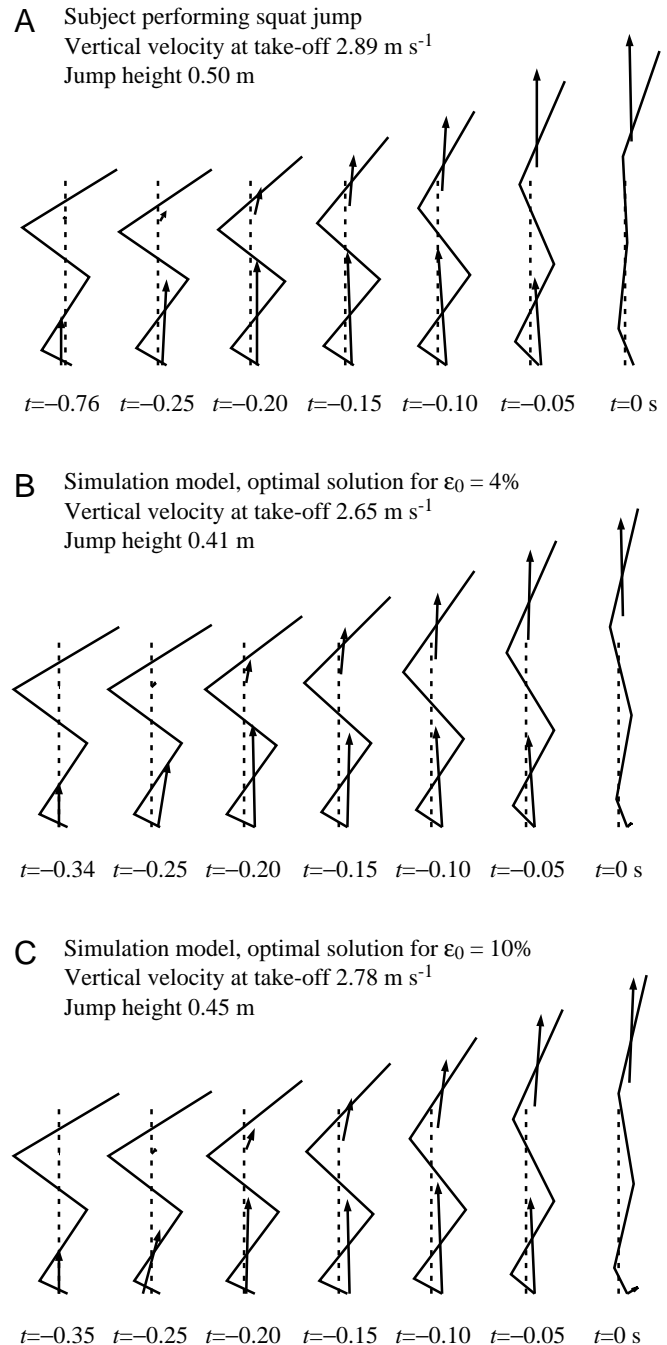 A
Subject performing squat jump
Vertical velocity at take-off 2.89 m s⁻¹
Jump height 0.50 m
t=–0.76 t=–0.25 t=–0.20 t=–0.15 t=–0.10 t=–0.05 t=0 s
B
Simulation model, optimal solution for ε₀ = 4%
Vertical velocity at take-off 2.65 m s⁻¹
Jump height 0.41 m
t=–0.34 t=–0.25 t=–0.20 t=–0.15 t=–0.10 t=–0.05 t=0 s
C
Simulation model, optimal solution for ε₀ = 10%
Vertical velocity at take-off 2.78 m s⁻¹
Jump height 0.45 m
t=–0.35 t=–0.25 t=–0.20 t=–0.15 t=–0.10 t=–0.05 t=0 s